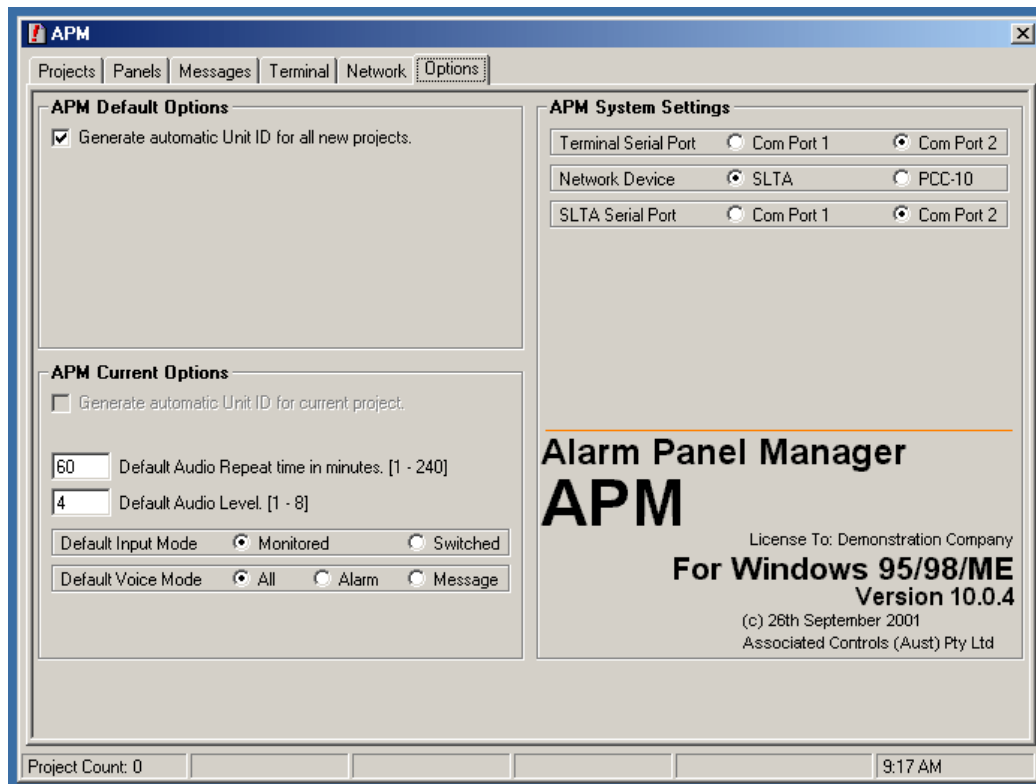 APM
Projects Panels Messages Terminal Network Options
APM Default Options
Generate automatic Unit ID for all new projects.
APM Current Options
Generate automatic Unit ID for current project.
60 Default Audio Repeat time in minutes. [1 - 240]
4 Default Audio Level. [1 - 8]
Default Input Mode Monitored Switched
Default Voice Mode All Alarm Message
APM System Settings
Terminal Serial Port Com Port 1 Com Port 2
Network Device SLTA PCC-10
SLTA Serial Port Com Port 1 Com Port 2
Alarm Panel Manager
APM
License To: Demonstration Company
For Windows 95/98/ME
Version 10.0.4
(c) 26th September 2001
Associated Controls (Aust) Pty Ltd
Project Count: 0 9:17 AM